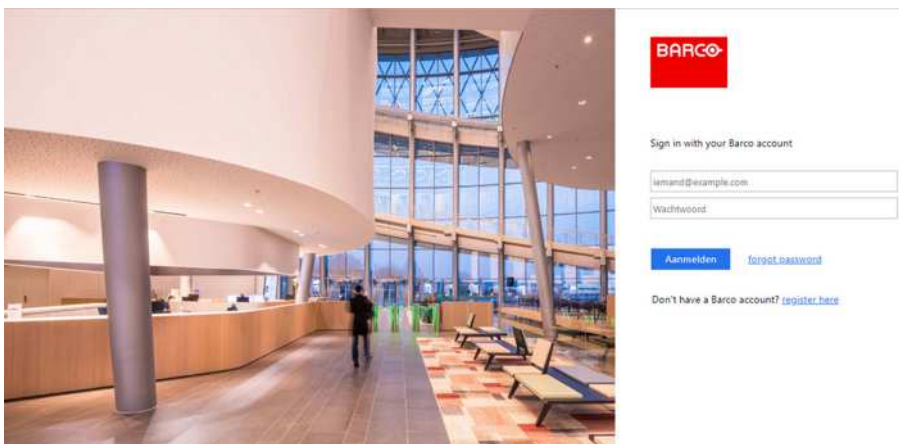 BARCO
Sign in with your Barco account
iemand@example.com
Wachtwoord
Aanmelden forgot password
Don't have a Barco account? register here